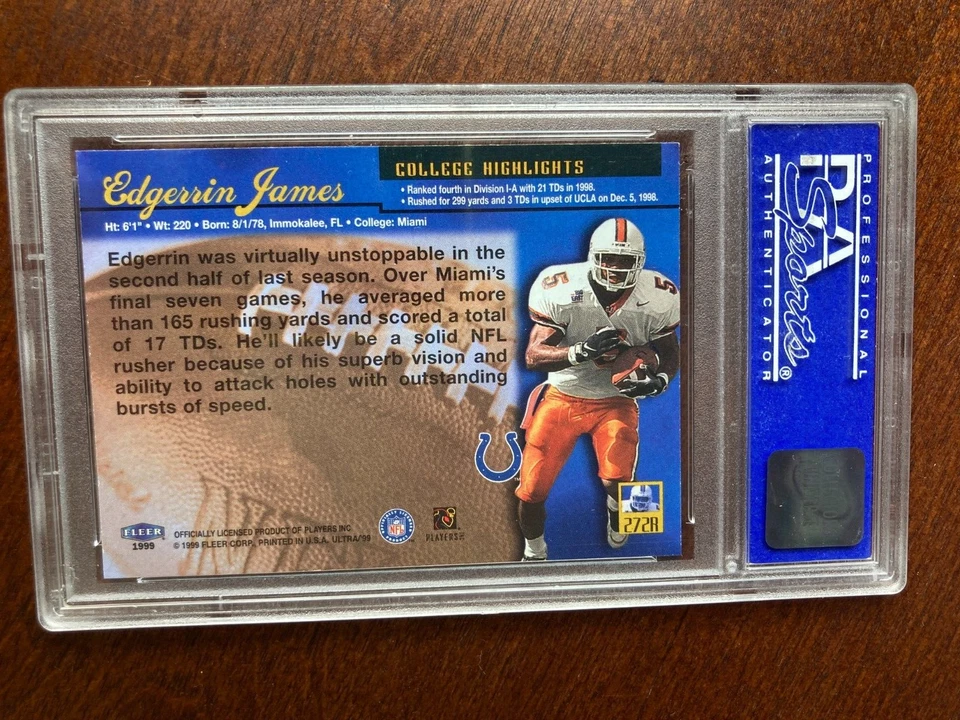 Edgerrin James
COLLEGE HIGHLIGHTS
• Ranked fourth in Division I-A with 21 TDs in 1998.
• Rushed for 299 yards and 3 TDs in upset of UCLA on Dec. 5, 1998.
Ht: 6'1" • Wt: 220 • Born: 8/1/78, Immokalee, FL • College: Miami
Edgerrin was virtually unstoppable in the
second half of last season. Over Miami's
final seven games, he averaged more
than 165 rushing yards and scored a total
of 17 TDs. He'll likely be a solid NFL
rusher because of his superb vision and
ability to attack holes with outstanding
bursts of speed.
5
5
FLEER
1999
OFFICIALLY LICENSED PRODUCT OF PLAYERS INC
© 1999 FLEER CORP., PRINTED IN U.S.A. ULTRA/99
NFL
PLAYERS INC
272R
PROFESSIONAL
PSA
Sports®
AUTHENTICATOR